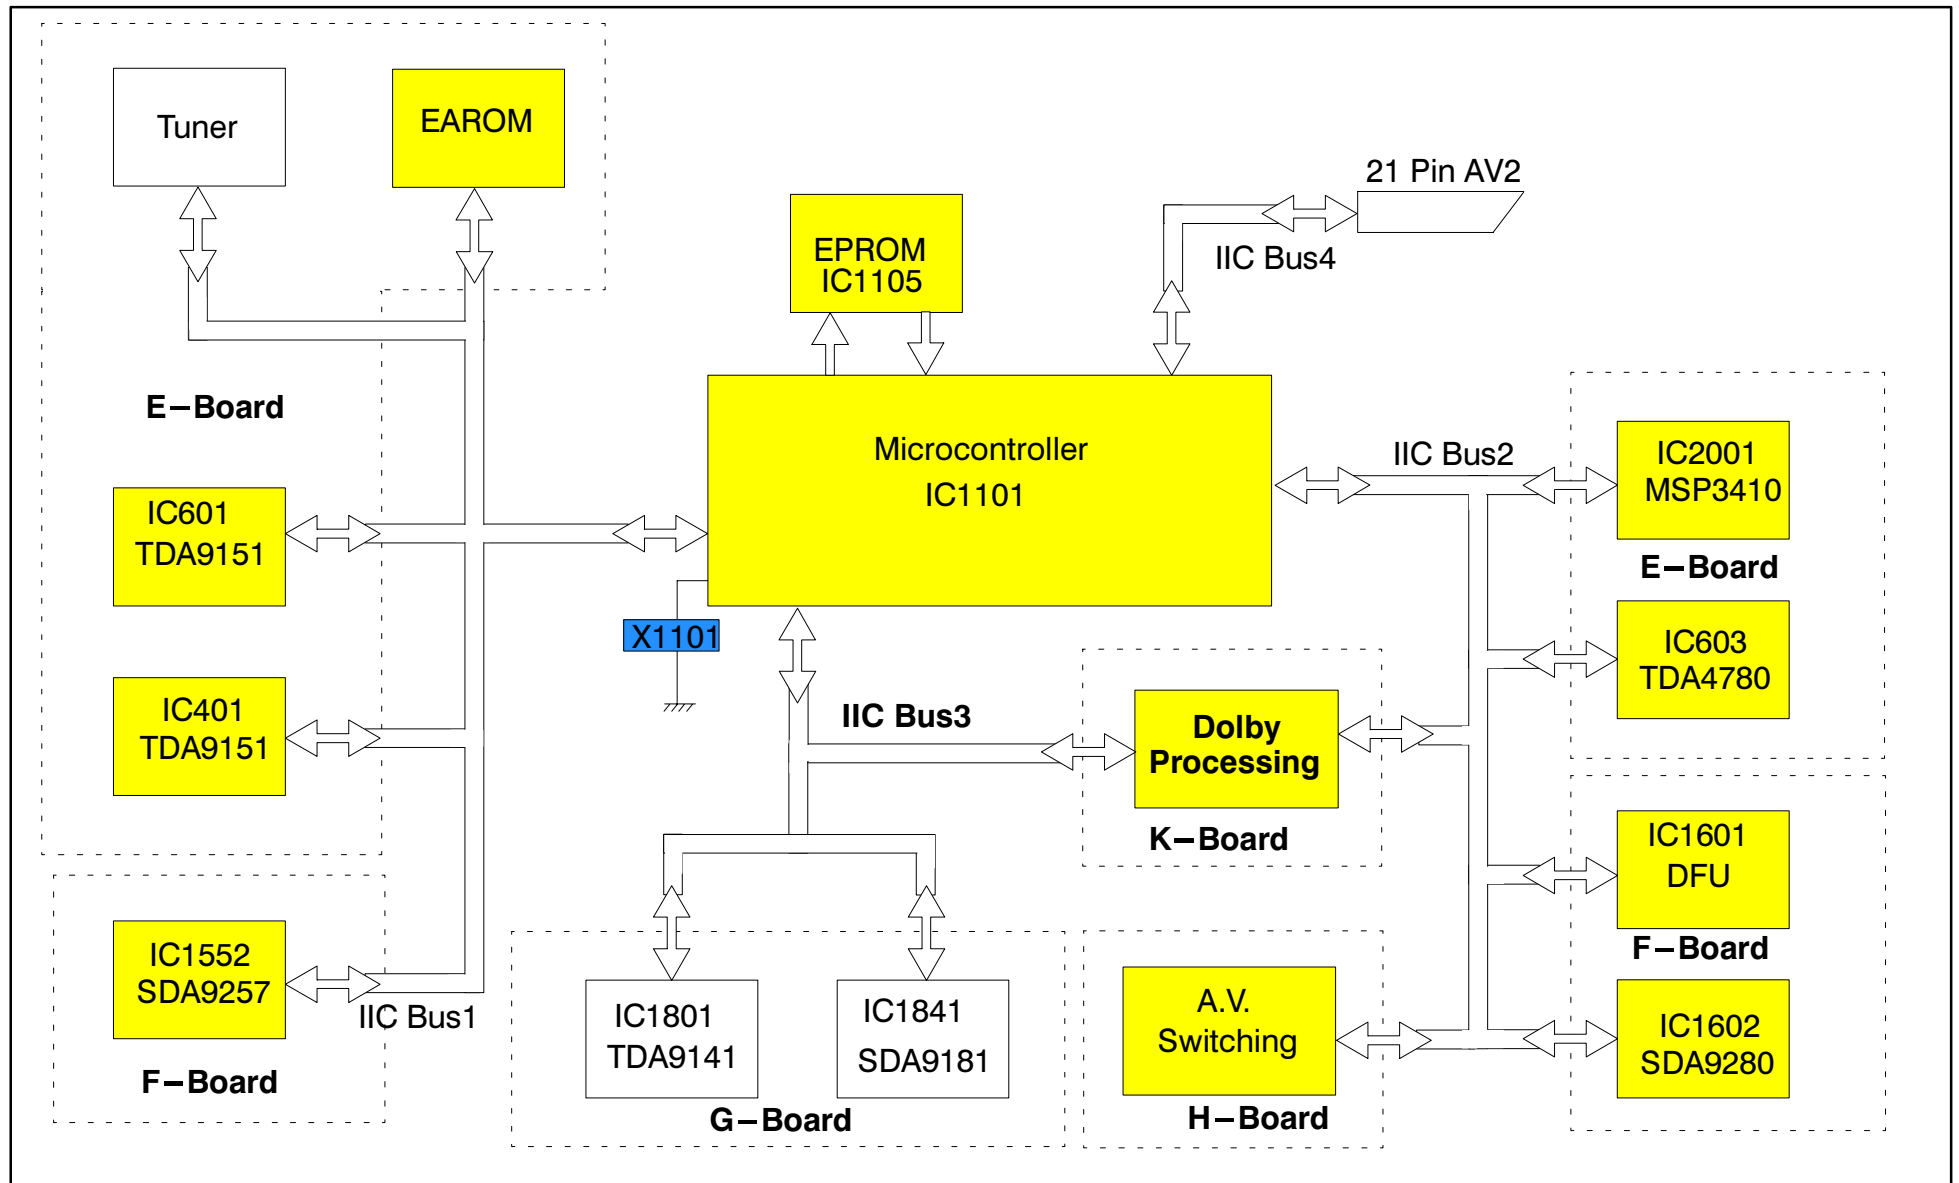 Tuner
EAROM
21 Pin AV2
EPROM
IC1105
IIC Bus4
E–Board
Microcontroller
IC1101
IIC Bus2
IC2001
MSP3410
E–Board
IC601
TDA9151
X1101
IC603
TDA4780
IC401
TDA9151
IIC Bus3
Dolby
Processing
K–Board
IC1601
DFU
F–Board
IC1552
SDA9257
IIC Bus1
F–Board
IC1801
TDA9141
IC1841
SDA9181
G–Board
A.V.
Switching
H–Board
IC1602
SDA9280